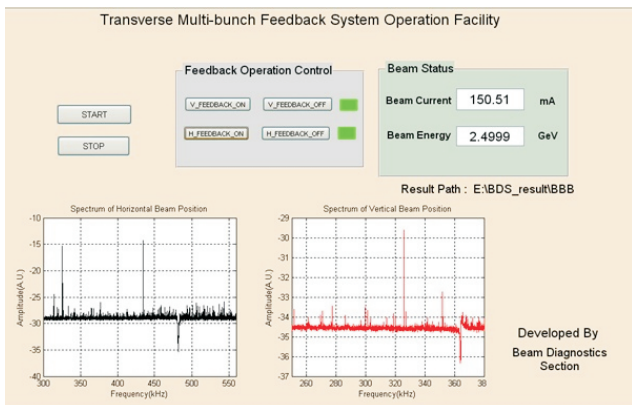 Transverse Multi-bunch Feedback System Operation Facility
START
STOP
Feedback Operation Control
V_FEEDBACK_ON V_FEEDBACK_OFF
H_FEEDBACK_ON H_FEEDBACK_OFF
Beam Status
Beam Current 150.51 mA
Beam Energy 2.4999 GeV
Result Path : E:\BDS_result\BBB
Spectrum of Horizontal Beam Position
Amplitude(A.U.)
-10
-15
-20
-25
-30
-35
-40
300 350 400 450 500 550
Frequency(kHz)
Spectrum of Vertical Beam Position
Amplitude(A.U.)
-29
-30
-31
-32
-33
-34
-35
-36
-37
260 280 300 320 340 360 38
Frequency(kHz)
Developed By
Beam Diagnostics
Section